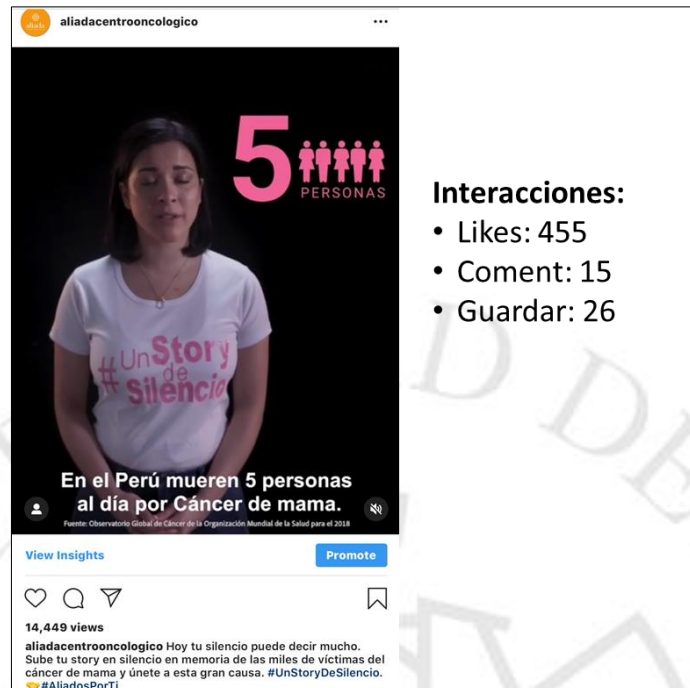 aliada
aliadacentrooncologico
5
PERSONAS
#UnStory
de
Silencio
En el Perú mueren 5 personas
al día por Cáncer de mama.
Fuente: Observatorio Global de Cáncer de la Organización Mundial de la Salud para el 2018
View Insights
Promote
14,449 views
aliadacentrooncologico Hoy tu silencio puede decir mucho.
Sube tu story en silencio en memoria de las miles de víctimas del
cáncer de mama y únete a esta gran causa. #UnStoryDeSilencio.
🤝#AliadosPorTi
Interacciones:
• Likes: 455
• Coment: 15
• Guardar: 26
D DE